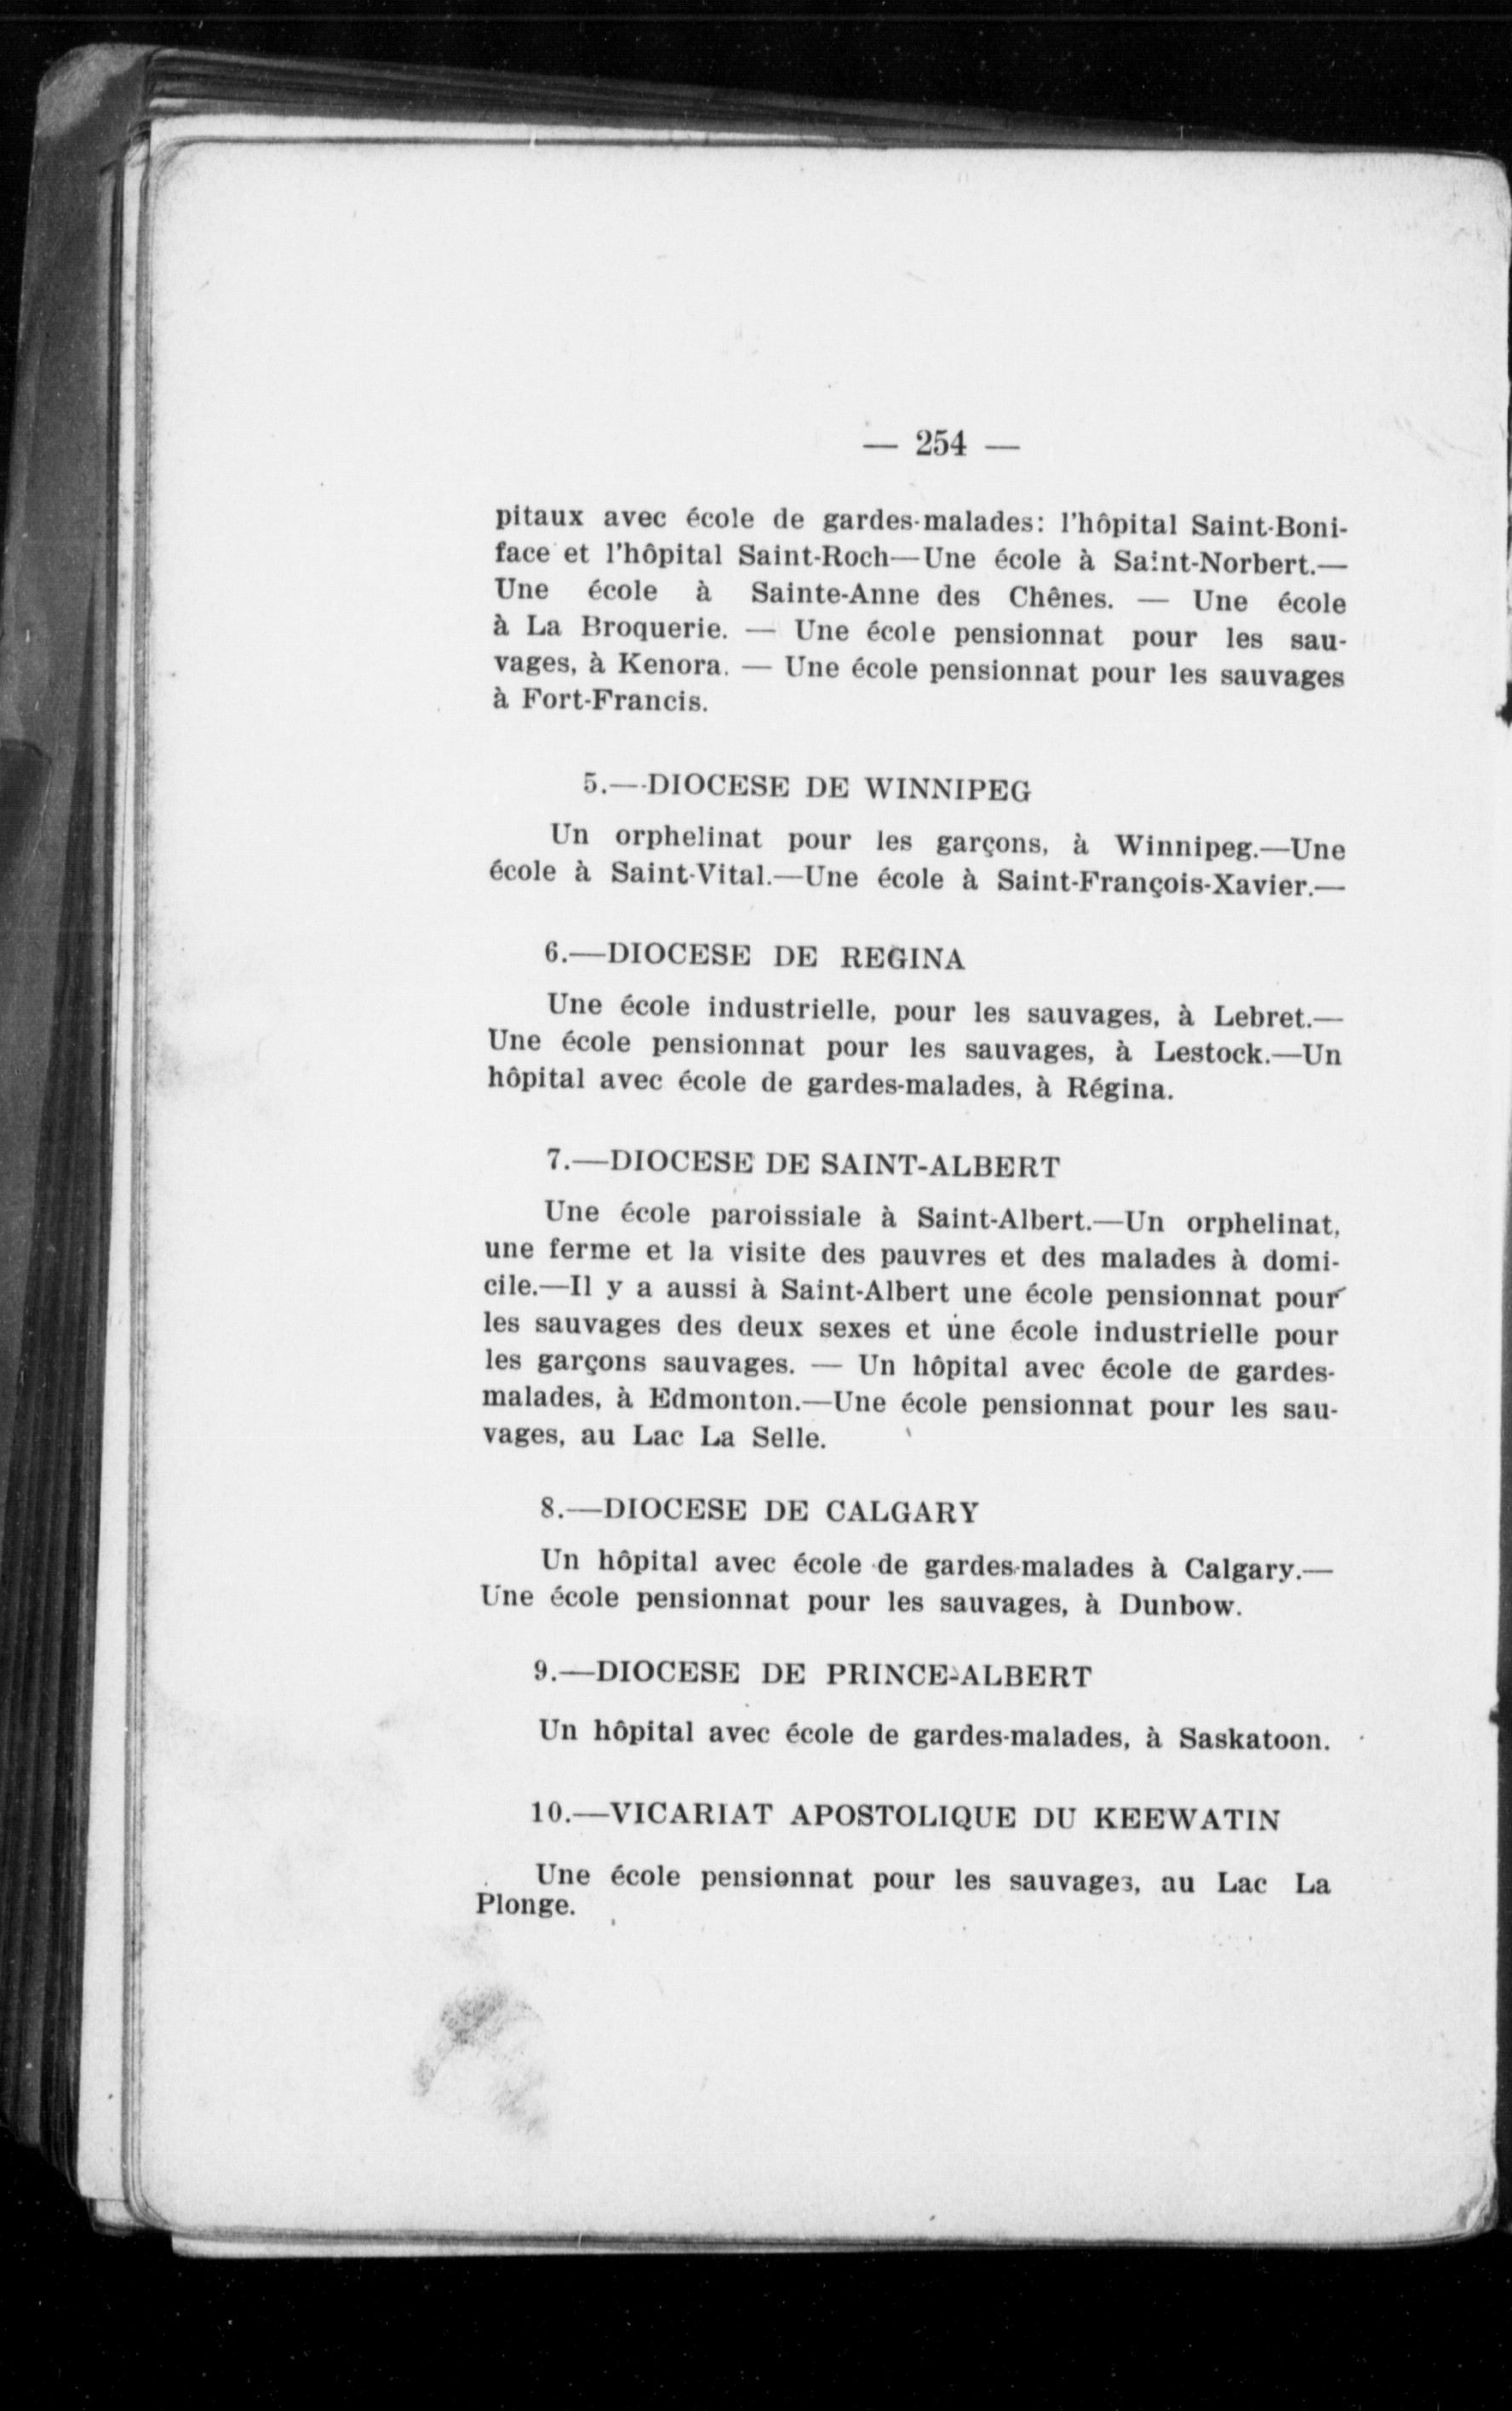 — 254 —
pitaux avec école de gardes-malades: l'hôpital Saint-Boni-
face et l'hôpital Saint-Roch—Une école à Saint-Norbert.—
Une école à Sainte-Anne des Chênes. — Une école
à La Broquerie. — Une école pensionnat pour les sau-
vages, à Kenora. — Une école pensionnat pour les sauvages
à Fort-Francis.
5.—DIOCESE DE WINNIPEG
Un orphelinat pour les garçons, à Winnipeg.—Une
école à Saint-Vital.—Une école à Saint-François-Xavier.—
6.—DIOCESE DE REGINA
Une école industrielle, pour les sauvages, à Lebret.—
Une école pensionnat pour les sauvages, à Lestock.—Un
hôpital avec école de gardes-malades, à Régina.
7.—DIOCESE DE SAINT-ALBERT
Une école paroissiale à Saint-Albert.—Un orphelinat,
une ferme et la visite des pauvres et des malades à domi-
cile.—Il y a aussi à Saint-Albert une école pensionnat pour
les sauvages des deux sexes et une école industrielle pour
les garçons sauvages. — Un hôpital avec école de gardes-
malades, à Edmonton.—Une école pensionnat pour les sau-
vages, au Lac La Selle.
8.—DIOCESE DE CALGARY
Un hôpital avec école de gardes-malades à Calgary.—
Une école pensionnat pour les sauvages, à Dunbow.
9.—DIOCESE DE PRINCE-ALBERT
Un hôpital avec école de gardes-malades, à Saskatoon.
10.—VICARIAT APOSTOLIQUE DU KEEWATIN
Une école pensionnat pour les sauvages, au Lac La
Plonge.